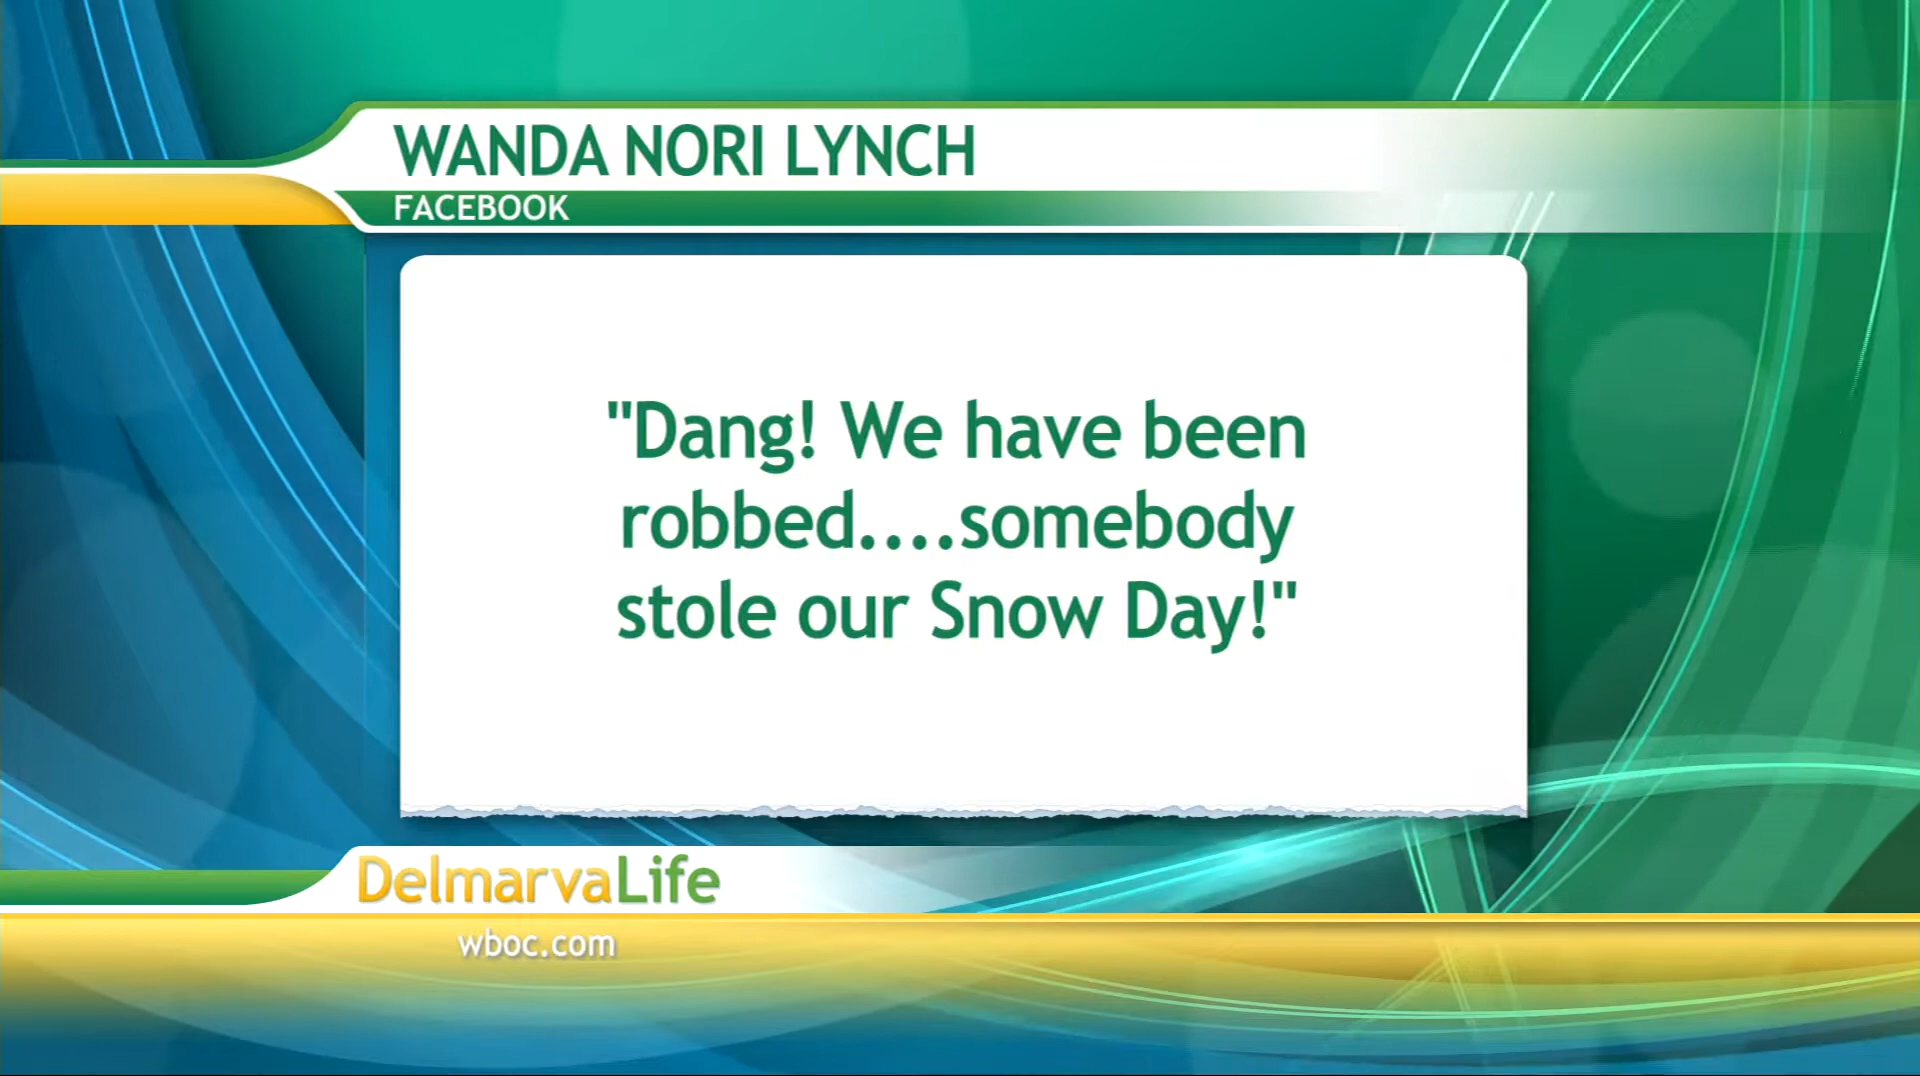 WANDA NORI LYNCH
FACEBOOK
"Dang! We have been
robbed....somebody
stole our Snow Day!"
DelmarvaLife
wboc.com